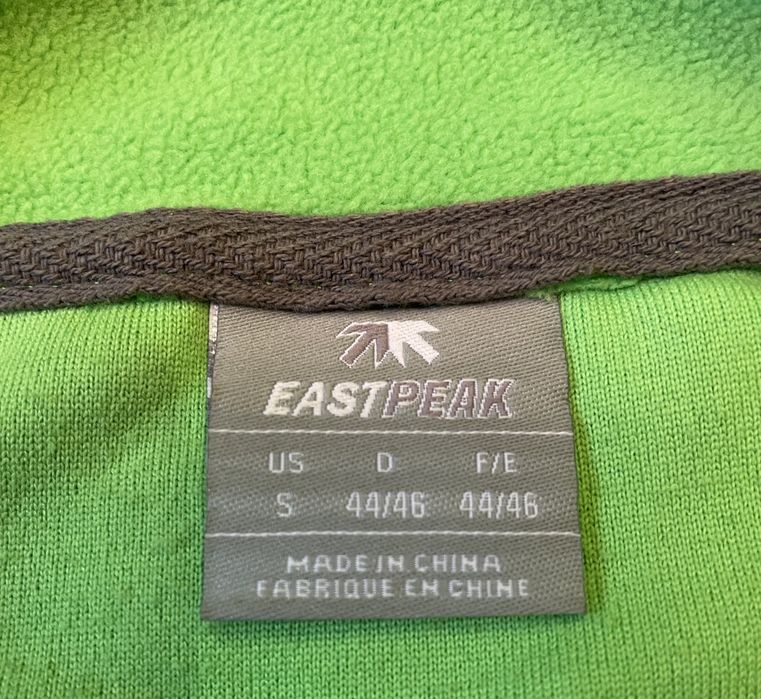 EASTPEAK
US D F/E
S 44/46 44/46
MADE IN CHINA
FABRIQUE EN CHINE